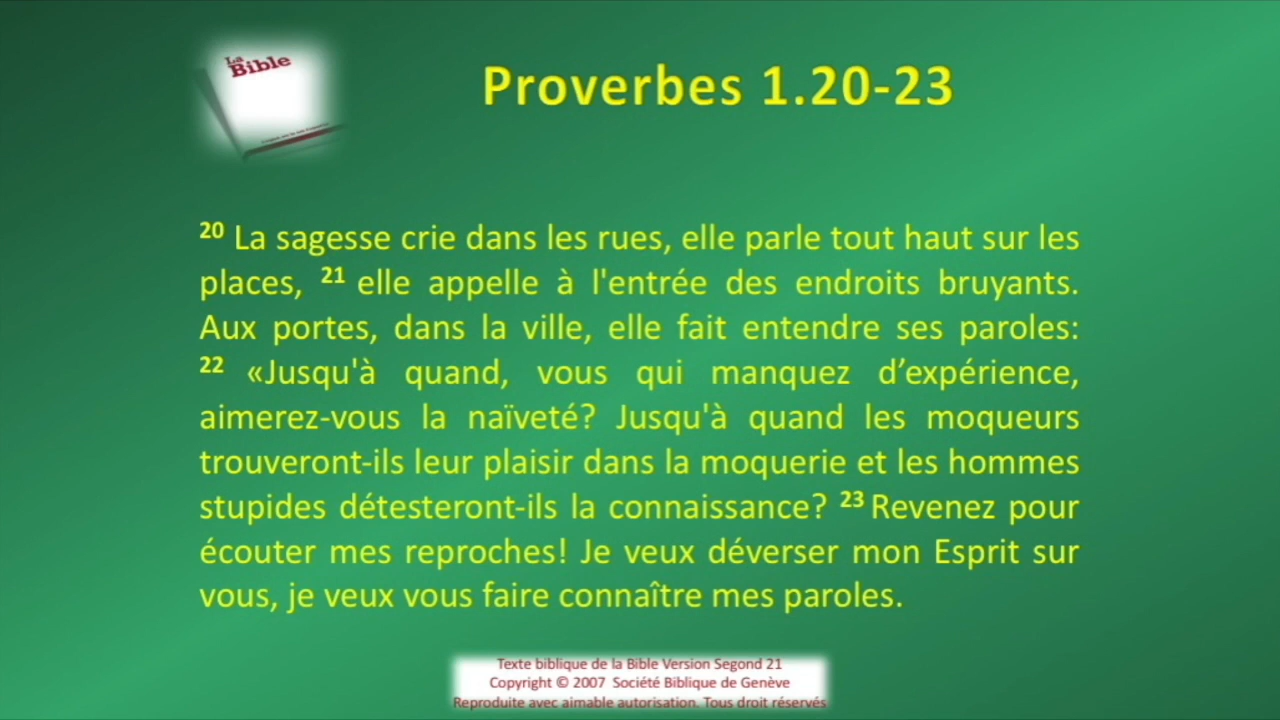 La
Bible
Proverbes 1.20-23
20 La sagesse crie dans les rues, elle parle tout haut sur les
places, 21 elle appelle à l'entrée des endroits bruyants.
Aux portes, dans la ville, elle fait entendre ses paroles:
22 «Jusqu'à quand, vous qui manquez d’expérience,
aimerez-vous la naïveté? Jusqu'à quand les moqueurs
trouveront-ils leur plaisir dans la moquerie et les hommes
stupides détesteront-ils la connaissance? 23 Revenez pour
écouter mes reproches! Je veux déverser mon Esprit sur
vous, je veux vous faire connaître mes paroles.
Texte biblique de la Bible Version Segond 21
Copyright © 2007 Société Biblique de Genève
Reproduite avec aimable autorisation. Tous droit réservés